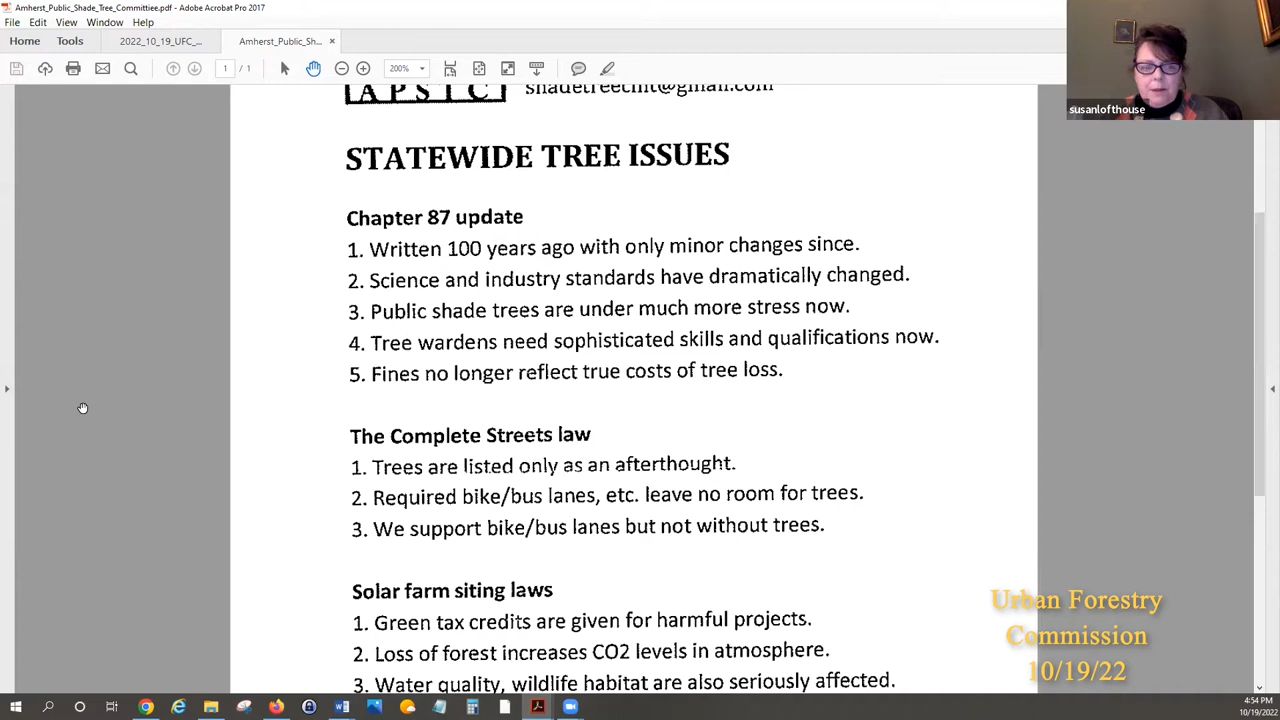 Amherst_Public_Shade_Tree_Committiee.pdf - Adobe Acrobat Pro 2017
File Edit View Window Help
Home Tools 2022_10_19_UFC_... Amherst_Public_Sh... ×
1 / 1 200%
APSTC shadetreecmt@gmail.com
susanlofthouse
STATEWIDE TREE ISSUES
Chapter 87 update
1. Written 100 years ago with only minor changes since.
2. Science and industry standards have dramatically changed.
3. Public shade trees are under much more stress now.
4. Tree wardens need sophisticated skills and qualifications now.
5. Fines no longer reflect true costs of tree loss.
The Complete Streets law
1. Trees are listed only as an afterthought.
2. Required bike/bus lanes, etc. leave no room for trees.
3. We support bike/bus lanes but not without trees.
Solar farm siting laws
1. Green tax credits are given for harmful projects.
2. Loss of forest increases CO2 levels in atmosphere.
3. Water quality, wildlife habitat are also seriously affected.
Urban Forestry
Commission
10/19/22
4:54 PM
10/19/2022